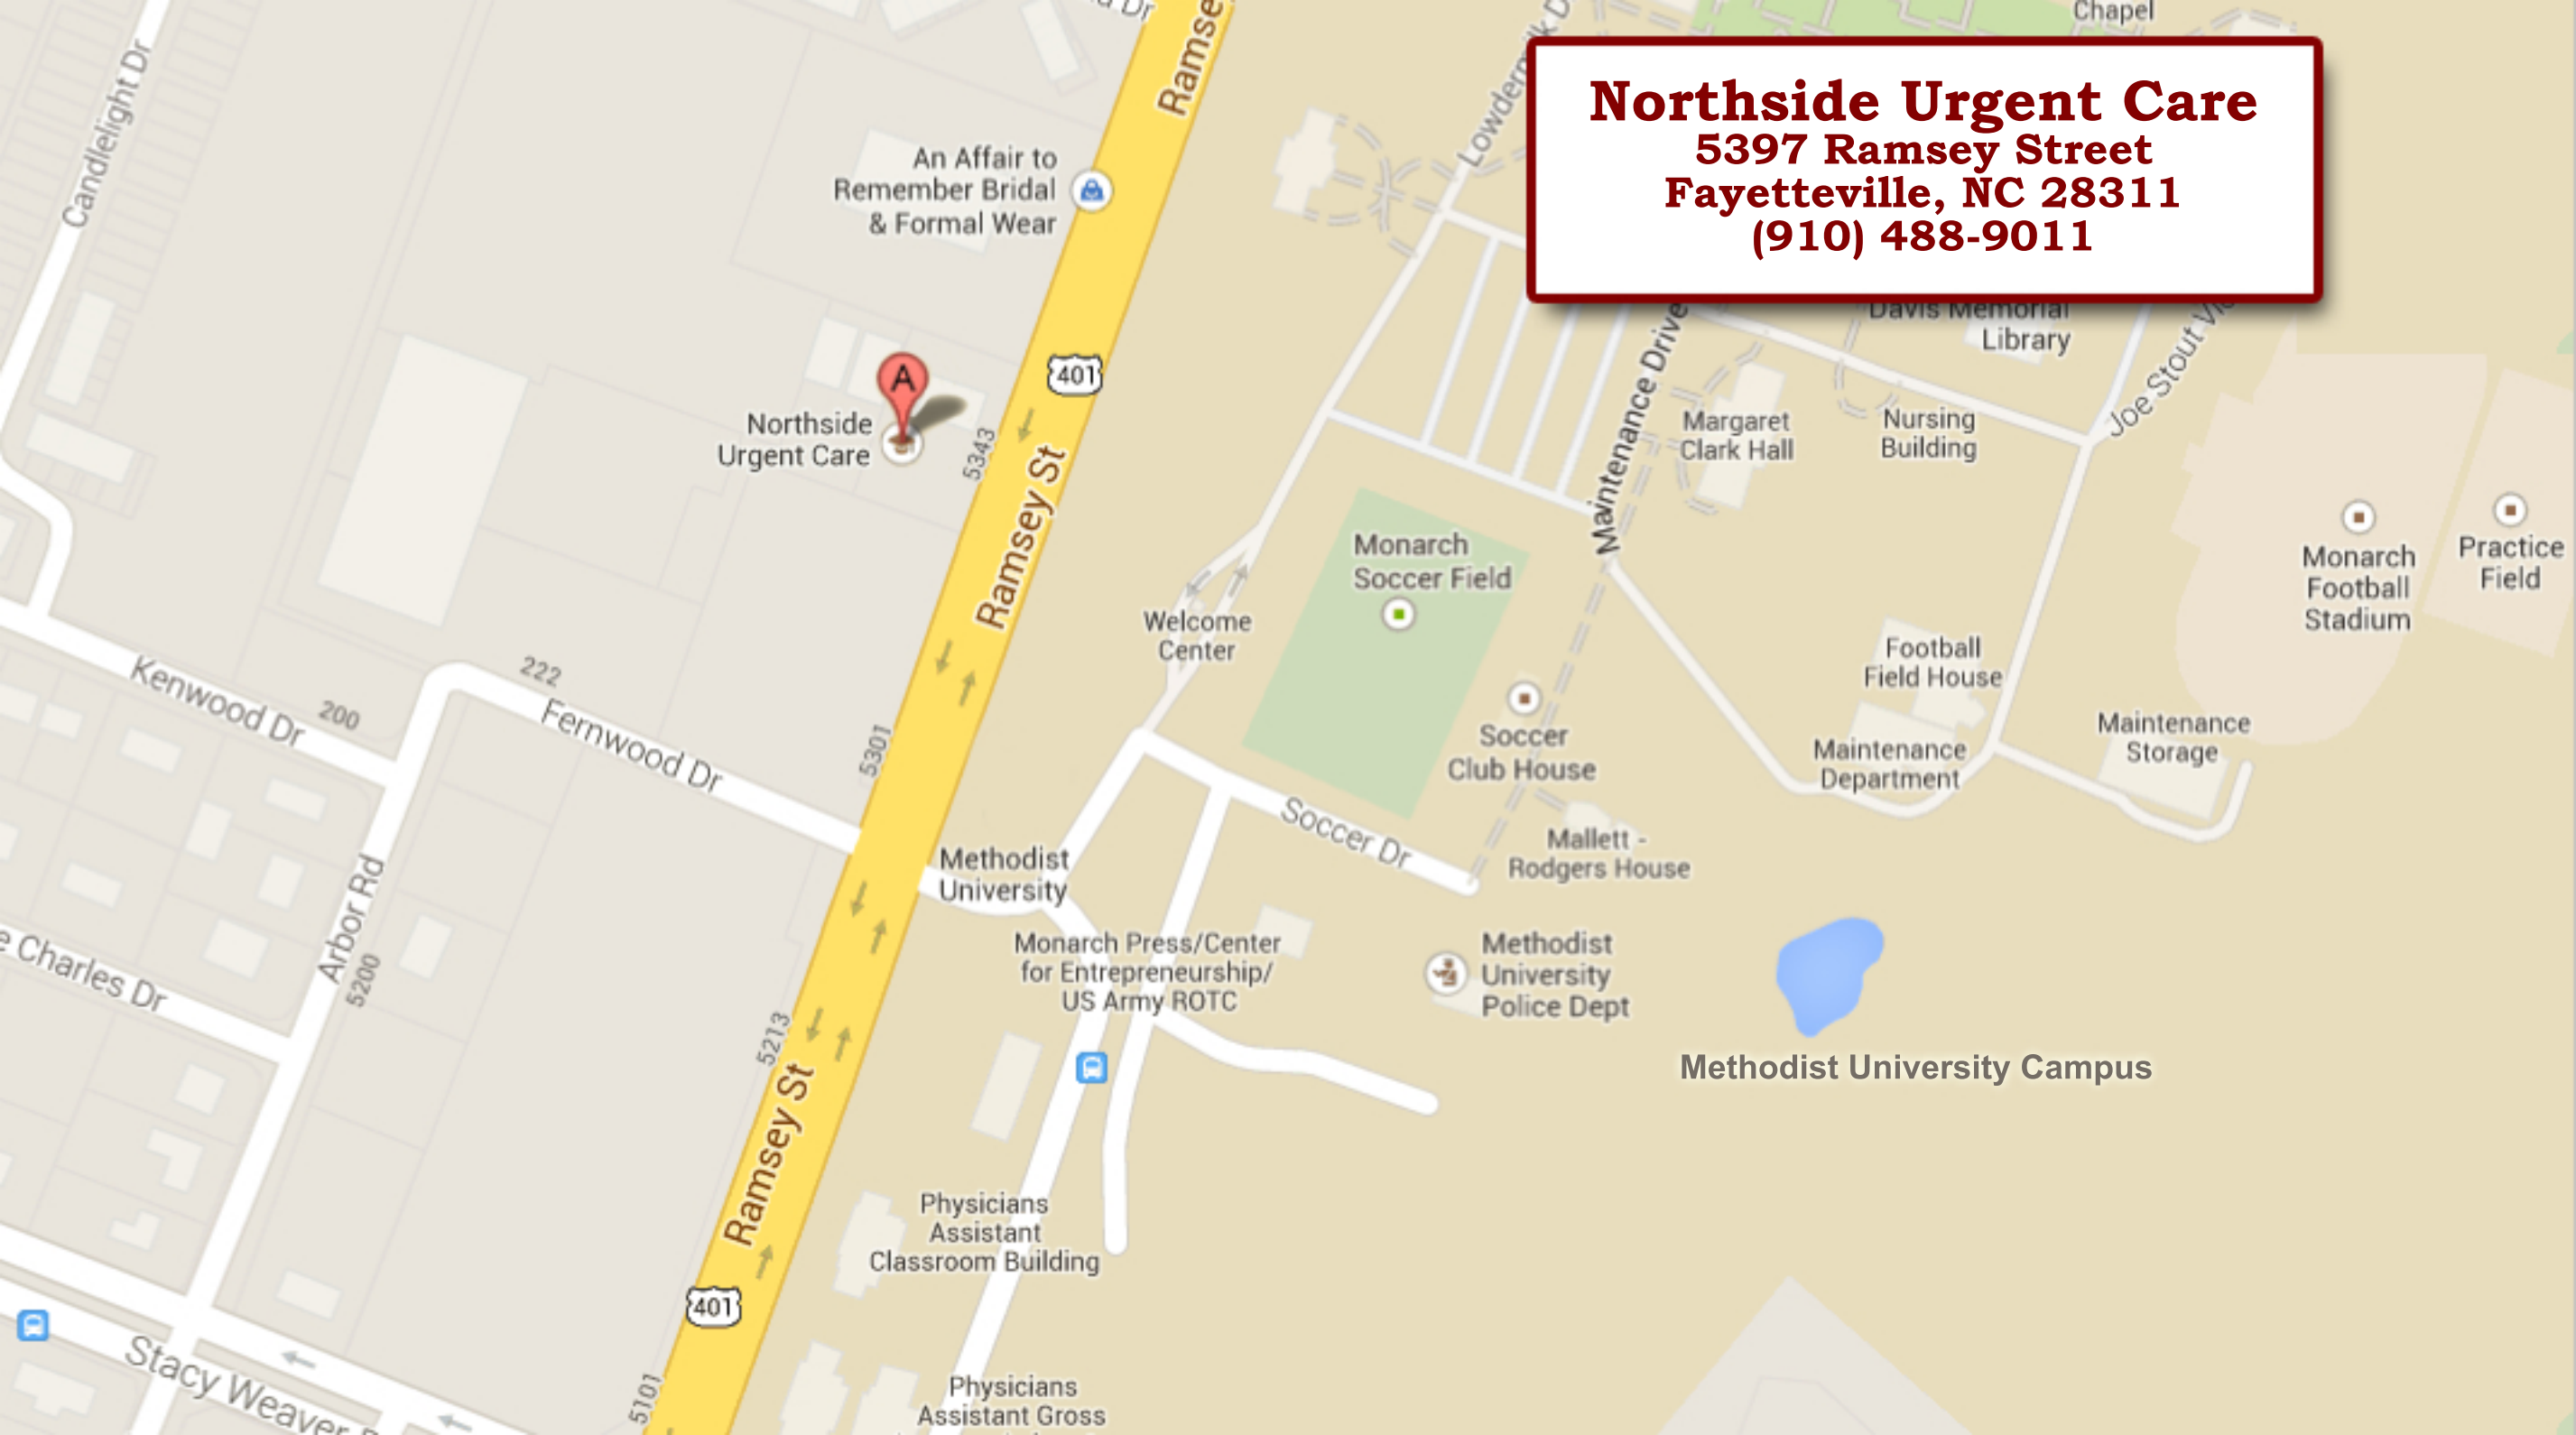 Northside Urgent Care
5397 Ramsey Street
Fayetteville, NC 28311
(910) 488-9011
Chapel
Dr
Candlelight Dr
An Affair to
Remember Bridal
& Formal Wear
401
Northside
Urgent Care
A
5343
Ramsey St
Davis Memorial
Library
Maintenance Drive
Joe Stout
Margaret
Clark Hall
Nursing
Building
Monarch
Soccer Field
Monarch
Football
Stadium
Practice
Field
Welcome
Center
Football
Field House
Kenwood Dr
200
222
Fernwood Dr
5301
Soccer
Club House
Maintenance
Department
Maintenance
Storage
Soccer Dr
Mallett -
Rodgers House
Methodist
University
Arbor Rd
5200
Charles Dr
Monarch Press/Center
for Entrepreneurship/
US Army ROTC
Methodist
University
Police Dept
Methodist University Campus
5213
Ramsey St
Physicians
Assistant
Classroom Building
401
Stacy Weaver
5101
Physicians
Assistant Gross